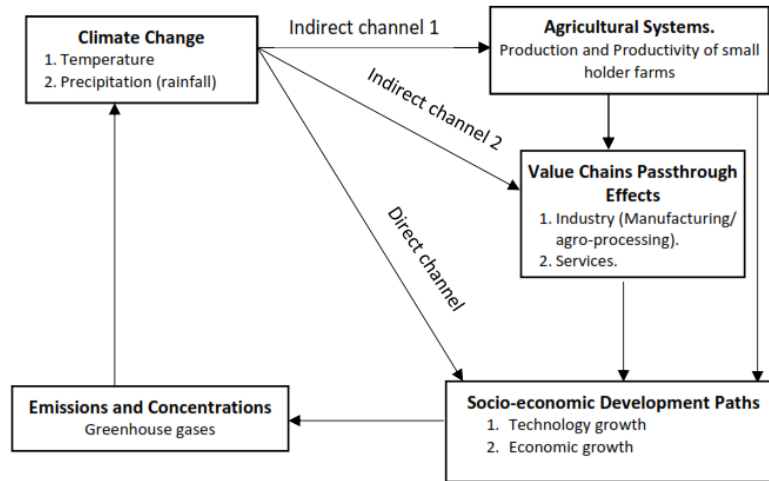 Climate Change
1. Temperature
2. Precipitation (rainfall)
Indirect channel 1
Agricultural Systems.
Production and Productivity of small
holder farms
Indirect channel 2
Value Chains Passthrough
Effects
1. Industry (Manufacturing/
agro-processing).
2. Services.
Direct channel
Emissions and Concentrations
Greenhouse gases
Socio-economic Development Paths
1. Technology growth
2. Economic growth